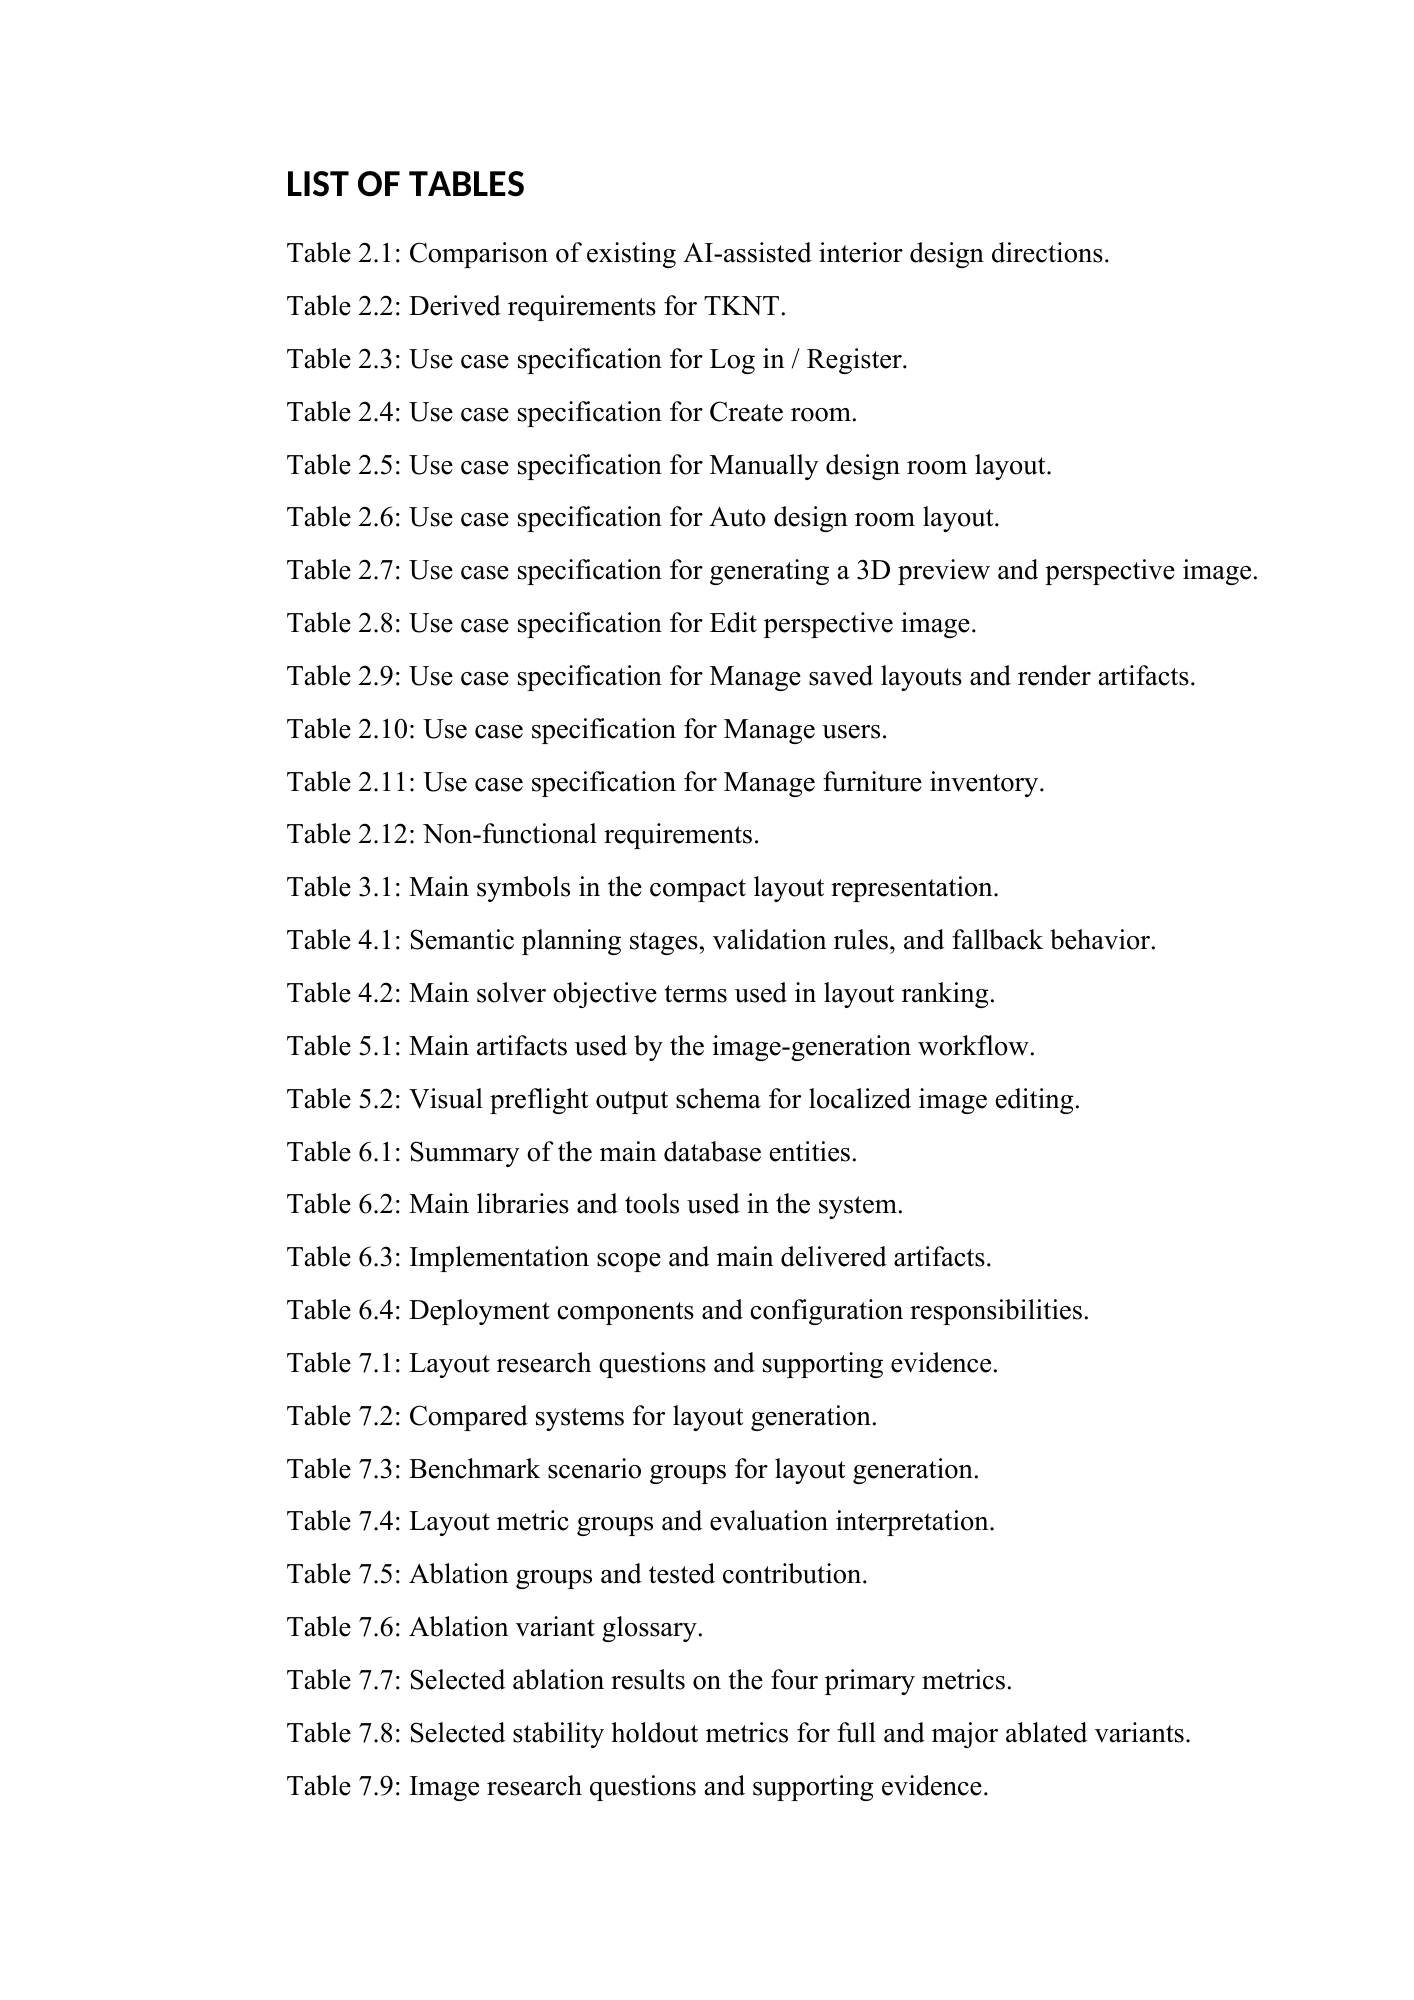 LIST OF TABLES
Table 2.1: Comparison of existing AI-assisted interior design directions.
Table 2.2: Derived requirements for TKNT.
Table 2.3: Use case specification for Log in / Register.
Table 2.4: Use case specification for Create room.
Table 2.5: Use case specification for Manually design room layout.
Table 2.6: Use case specification for Auto design room layout.
Table 2.7: Use case specification for generating a 3D preview and perspective image.
Table 2.8: Use case specification for Edit perspective image.
Table 2.9: Use case specification for Manage saved layouts and render artifacts.
Table 2.10: Use case specification for Manage users.
Table 2.11: Use case specification for Manage furniture inventory.
Table 2.12: Non-functional requirements.
Table 3.1: Main symbols in the compact layout representation.
Table 4.1: Semantic planning stages, validation rules, and fallback behavior.
Table 4.2: Main solver objective terms used in layout ranking.
Table 5.1: Main artifacts used by the image-generation workflow.
Table 5.2: Visual preflight output schema for localized image editing.
Table 6.1: Summary of the main database entities.
Table 6.2: Main libraries and tools used in the system.
Table 6.3: Implementation scope and main delivered artifacts.
Table 6.4: Deployment components and configuration responsibilities.
Table 7.1: Layout research questions and supporting evidence.
Table 7.2: Compared systems for layout generation.
Table 7.3: Benchmark scenario groups for layout generation.
Table 7.4: Layout metric groups and evaluation interpretation.
Table 7.5: Ablation groups and tested contribution.
Table 7.6: Ablation variant glossary.
Table 7.7: Selected ablation results on the four primary metrics.
Table 7.8: Selected stability holdout metrics for full and major ablated variants.
Table 7.9: Image research questions and supporting evidence.